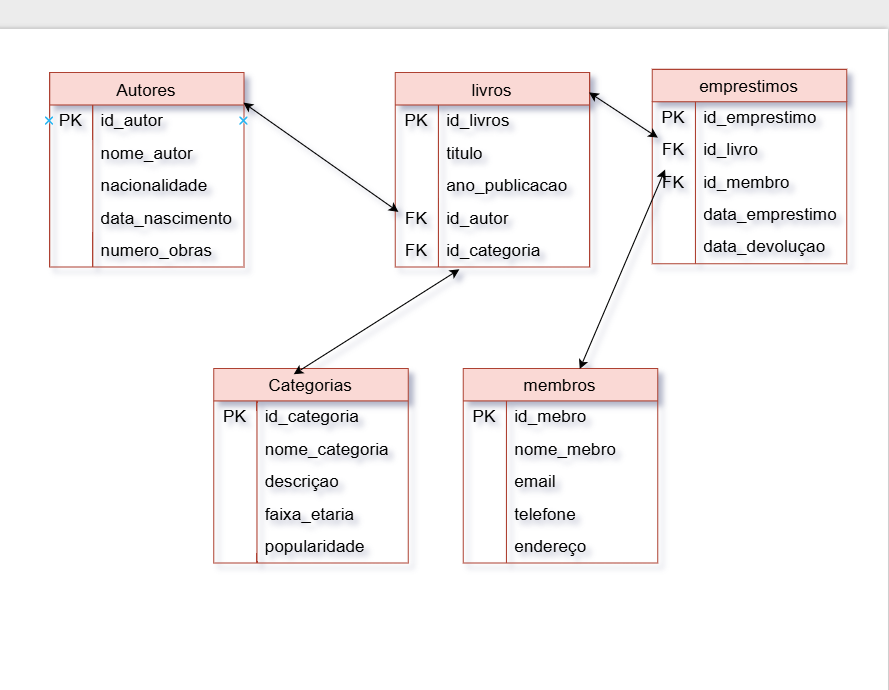 Autores
PK id_autor
nome_autor
nacionalidade
data_nascimento
numero_obras
livros
PK id_livros
titulo
ano_publicacao
FK id_autor
FK id_categoria
emprestimos
PK id_emprestimo
FK id_livro
FK id_membro
data_emprestimo
data_devoluçao
Categorias
PK id_categoria
nome_categoria
descriçao
faixa_etaria
popularidade
membros
PK id_mebro
nome_mebro
email
telefone
endereço